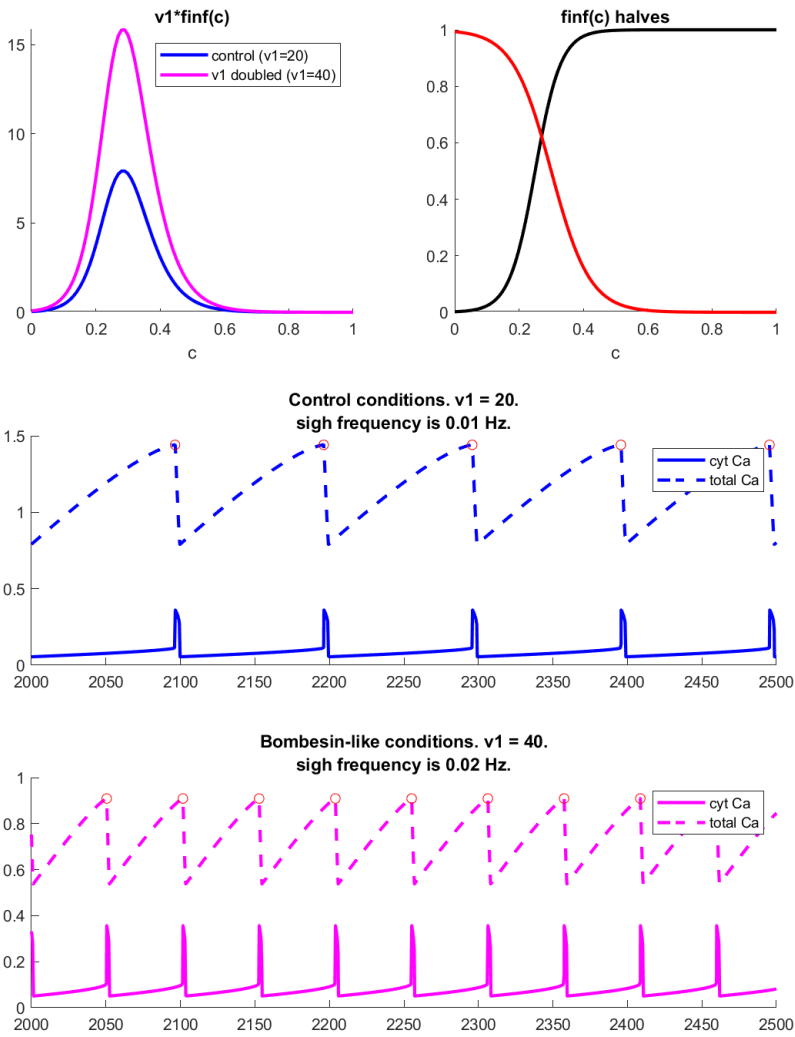 v1*finf(c)
15
10
5
0
control (v1=20)
v1 doubled (v1=40)
0 0.2 0.4 0.6 0.8 1
c
finf(c) halves
1
0.8
0.6
0.4
0.2
0
0 0.2 0.4 0.6 0.8 1
c
Control conditions. v1 = 20.
sigh frequency is 0.01 Hz.
1.5
1
0.5
0
cyt Ca
total Ca
2000 2050 2100 2150 2200 2250 2300 2350 2400 2450 2500
Bombesin-like conditions. v1 = 40.
sigh frequency is 0.02 Hz.
1
0.8
0.6
0.4
0.2
0
cyt Ca
total Ca
2000 2050 2100 2150 2200 2250 2300 2350 2400 2450 2500